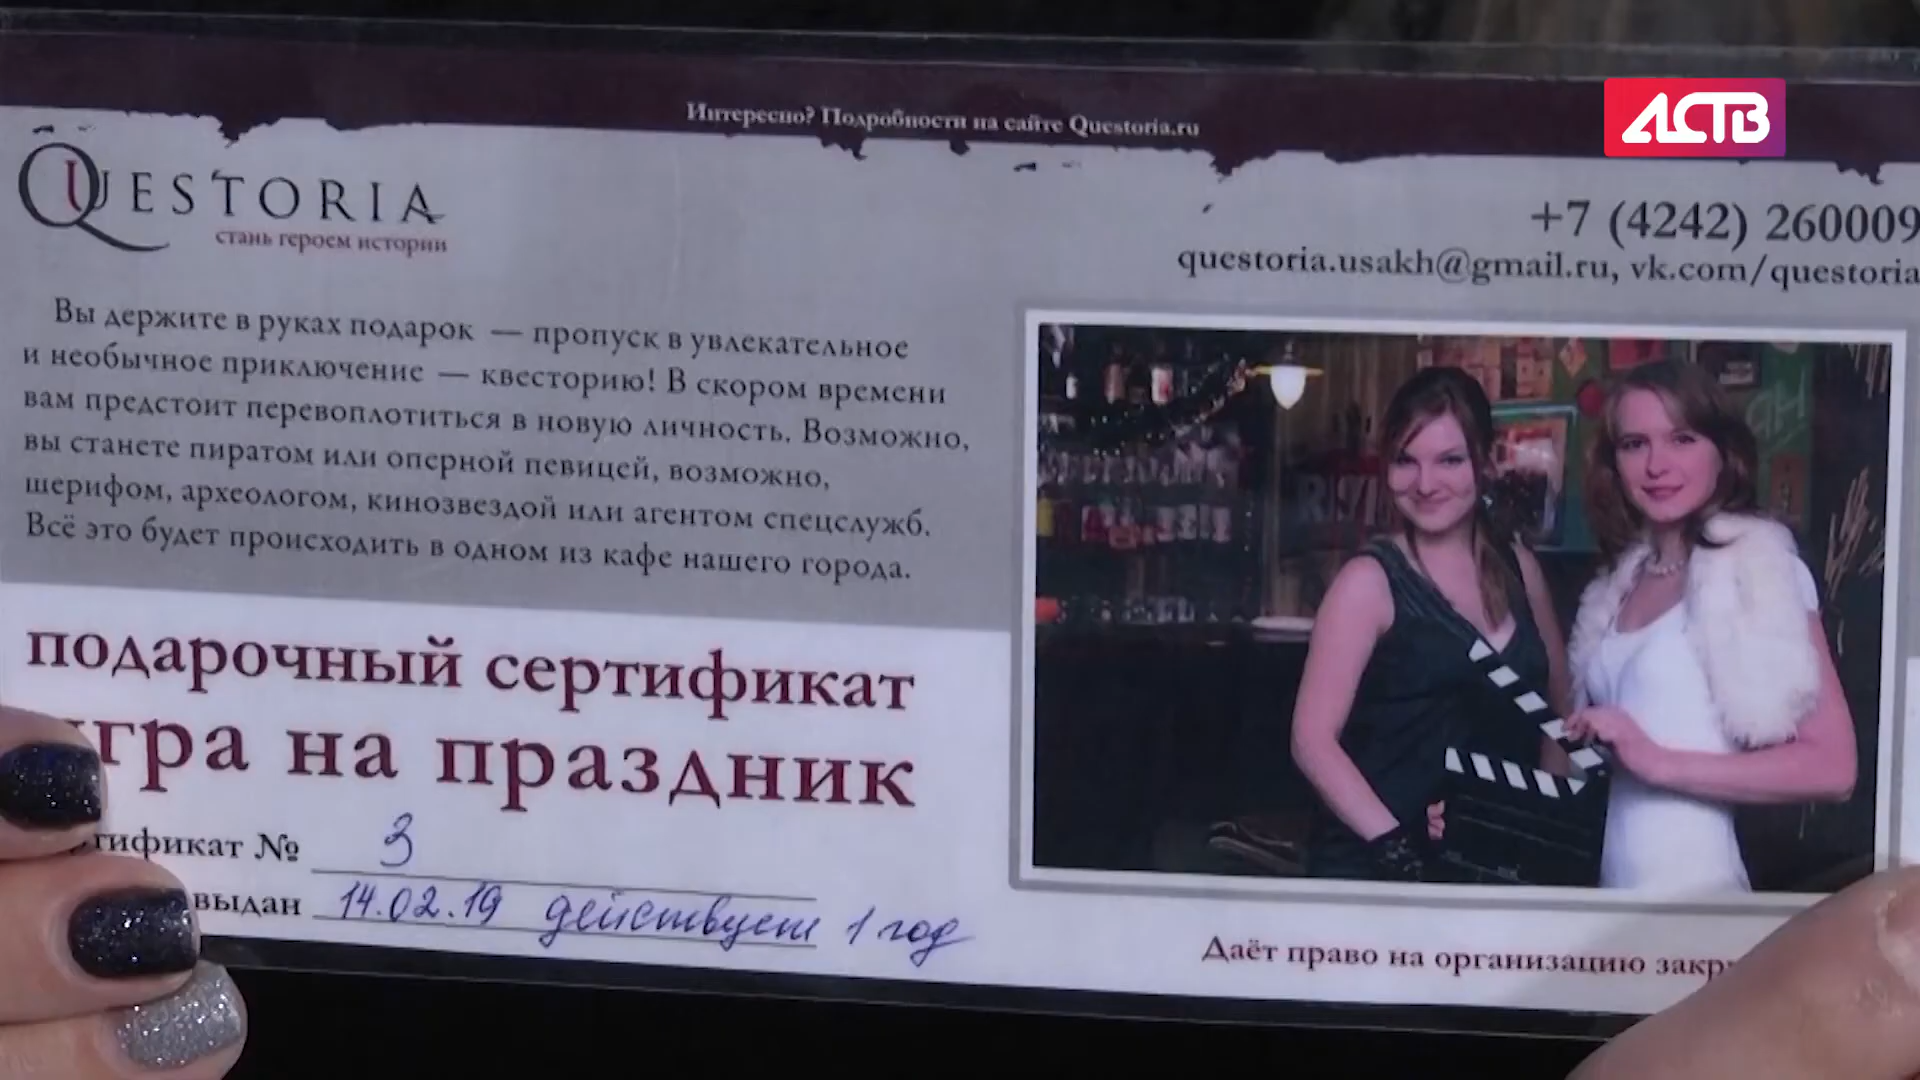 Интересно? Подробности на сайте Questoria.ru
АСТВ
QUESTORIA
стань героем истории
+7 (4242) 260009
questoria.usakh@gmail.ru, vk.com/questoria
Вы держите в руках подарок — пропуск в увлекательное
и необычное приключение — квесторию! В скором времени
вам предстоит перевоплотиться в новую личность. Возможно,
вы станете пиратом или оперной певицей, возможно,
шерифом, археологом, кинозвездой или агентом спецслужб.
Всё это будет происходить в одном из кафе нашего города.
подарочный сертификат
игра на праздник
тификат № 3
выдан 14.02.19 действует 1 год
Даёт право на организацию закр